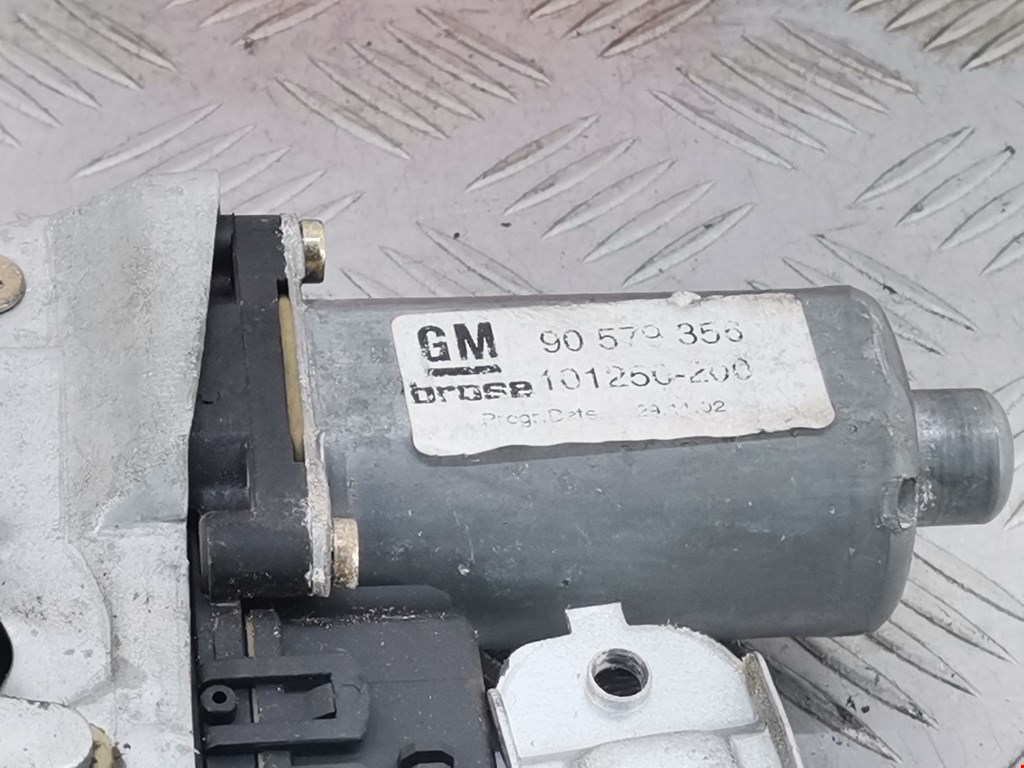 GM 90 579 356
brose 101256-200
Progr.Date 29.11.02